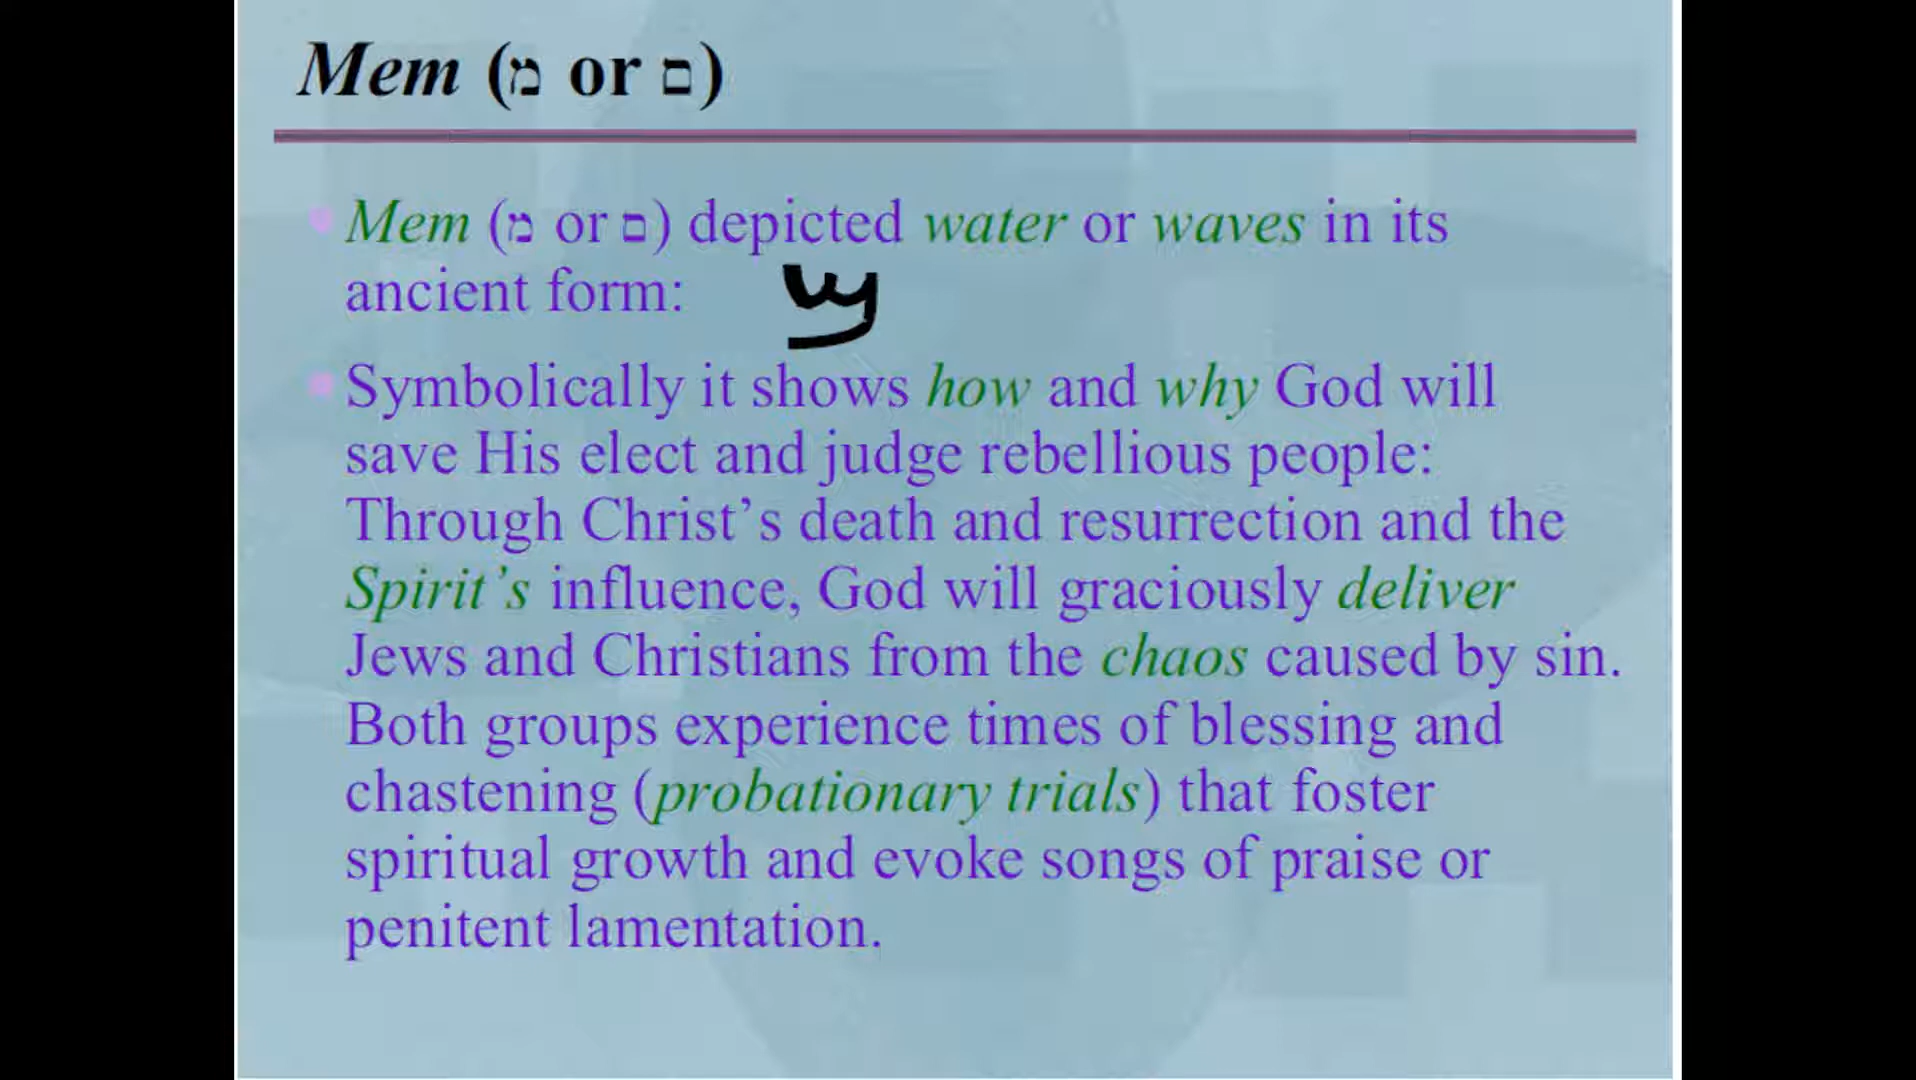 Mem (מ or ם)
Mem (מ or ם) depicted water or waves in its
ancient form:
Symbolically it shows how and why God will
save His elect and judge rebellious people:
Through Christ’s death and resurrection and the
Spirit’s influence, God will graciously deliver
Jews and Christians from the chaos caused by sin.
Both groups experience times of blessing and
chastening (probationary trials) that foster
spiritual growth and evoke songs of praise or
penitent lamentation.